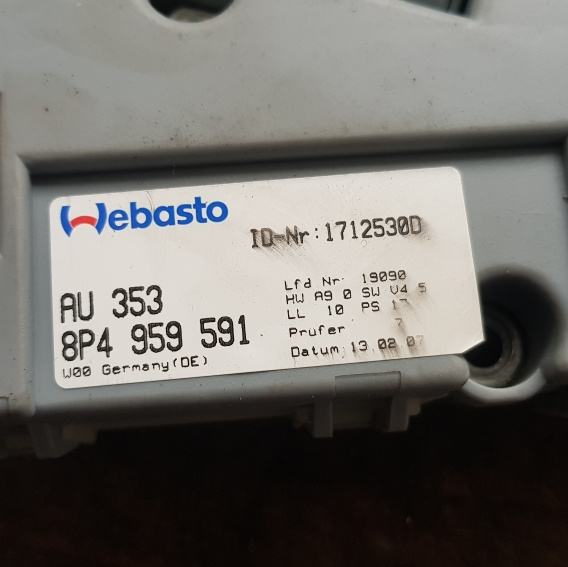 Webasto
ID-Nr:1712530D
AU 353
8P4 959 591
W00 Germany(DE)
Lfd Nr: 19090
HW A9 0 SW V4 5
LL 10 PS
Prufer 7
Datum: 13.02.07